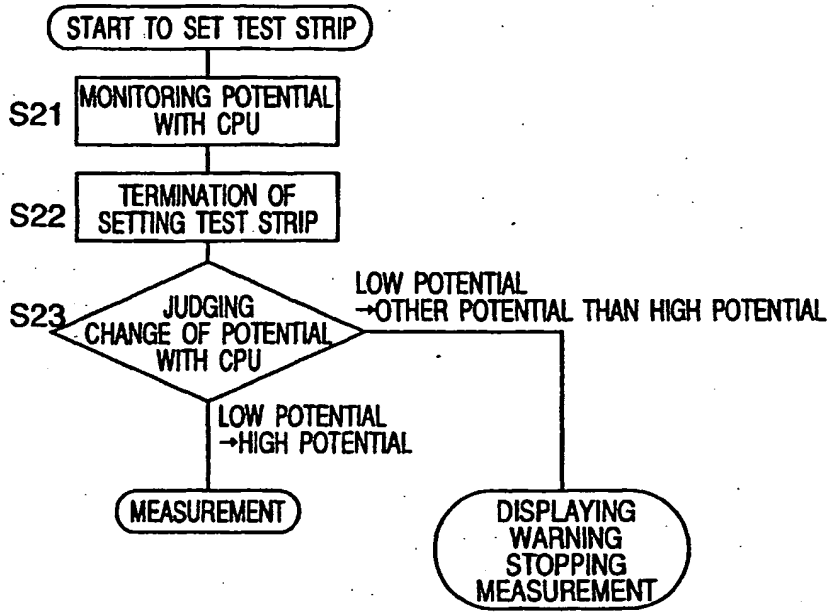 START TO SET TEST STRIP
S21
MONITORING POTENTIAL
WITH CPU
S22
TERMINATION OF
SETTING TEST STRIP
S23
JUDGING
CHANGE OF POTENTIAL
WITH CPU
LOW POTENTIAL
→OTHER POTENTIAL THAN HIGH POTENTIAL
LOW POTENTIAL
→HIGH POTENTIAL
MEASUREMENT
DISPLAYING
WARNING
STOPPING
MEASUREMENT